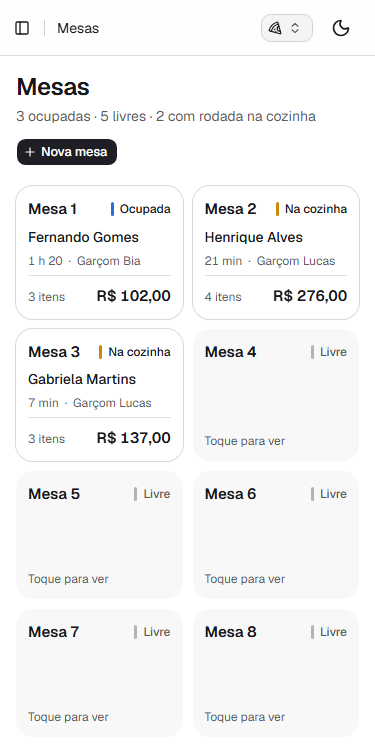 Mesas
Mesas
3 ocupadas · 5 livres · 2 com rodada na cozinha
+ Nova mesa
Mesa 1 Ocupada
Fernando Gomes
1 h 20 · Garçom Bia
3 itens R$ 102,00
Mesa 2 Na cozinha
Henrique Alves
21 min · Garçom Lucas
4 itens R$ 276,00
Mesa 3 Na cozinha
Gabriela Martins
7 min · Garçom Lucas
3 itens R$ 137,00
Mesa 4 Livre
Toque para ver
Mesa 5 Livre
Toque para ver
Mesa 6 Livre
Toque para ver
Mesa 7 Livre
Toque para ver
Mesa 8 Livre
Toque para ver